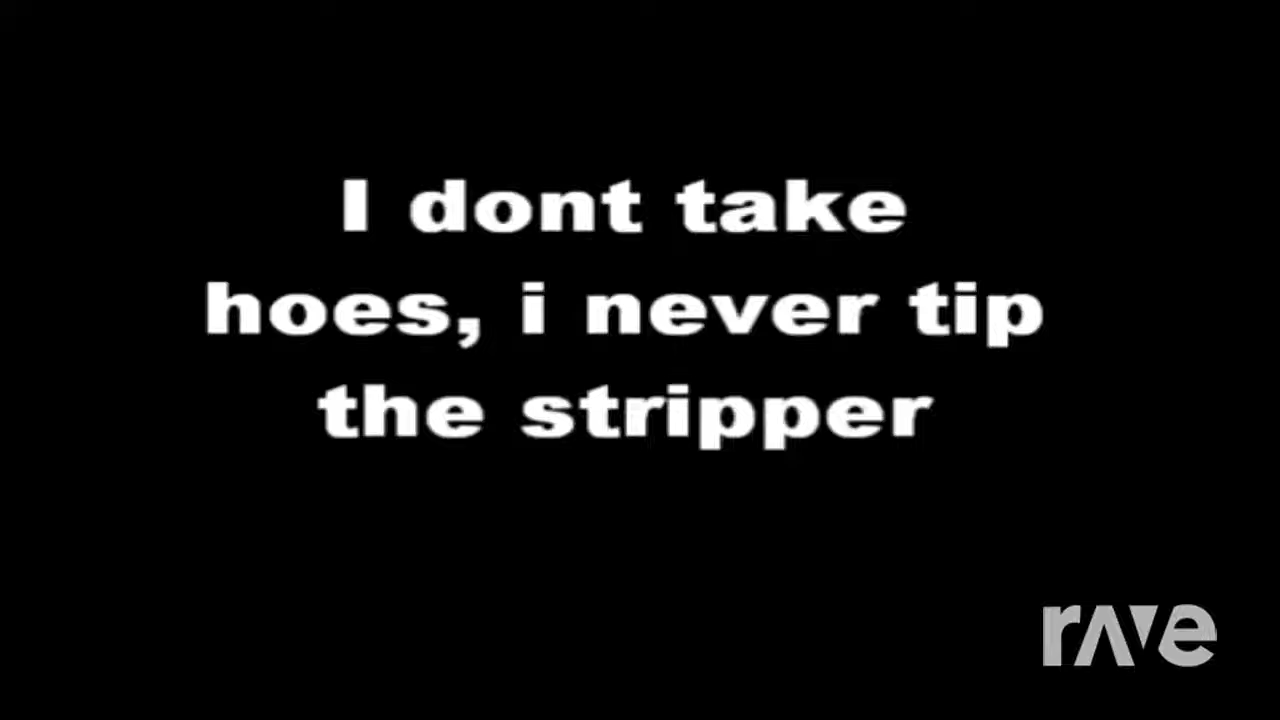 I dont take
hoes, i never tip
the stripper
rave